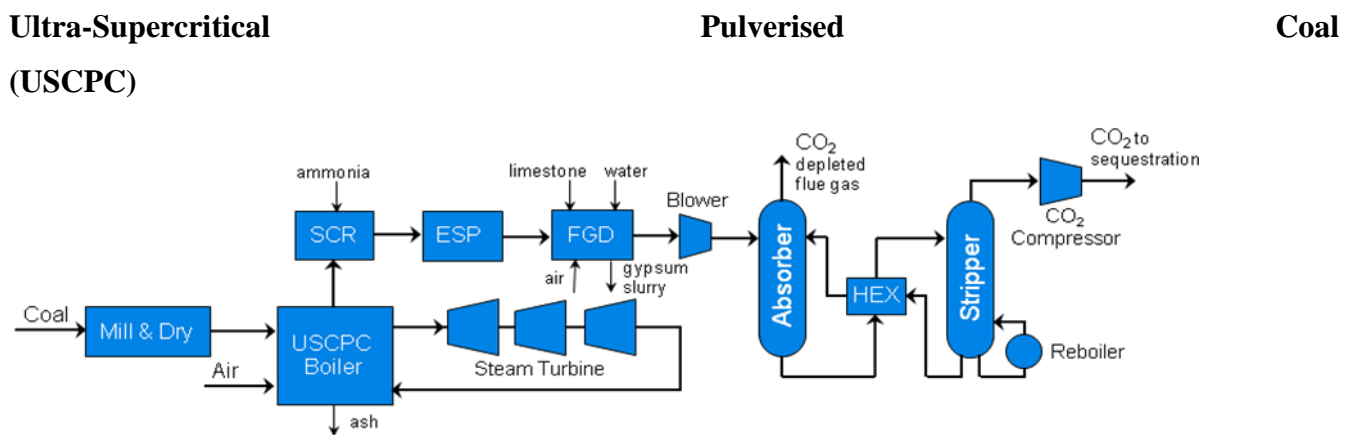 Ultra-Supercritical Pulverised Coal
(USCPC)
CO2
depleted
flue gas
CO2 to
sequestration
ammonia
limestone
water
Blower
SCR
ESP
FGD
CO2
Compressor
air
gypsum
slurry
Absorber
HEX
Stripper
Coal
Mill & Dry
USCPC
Boiler
Steam Turbine
Reboiler
Air
ash